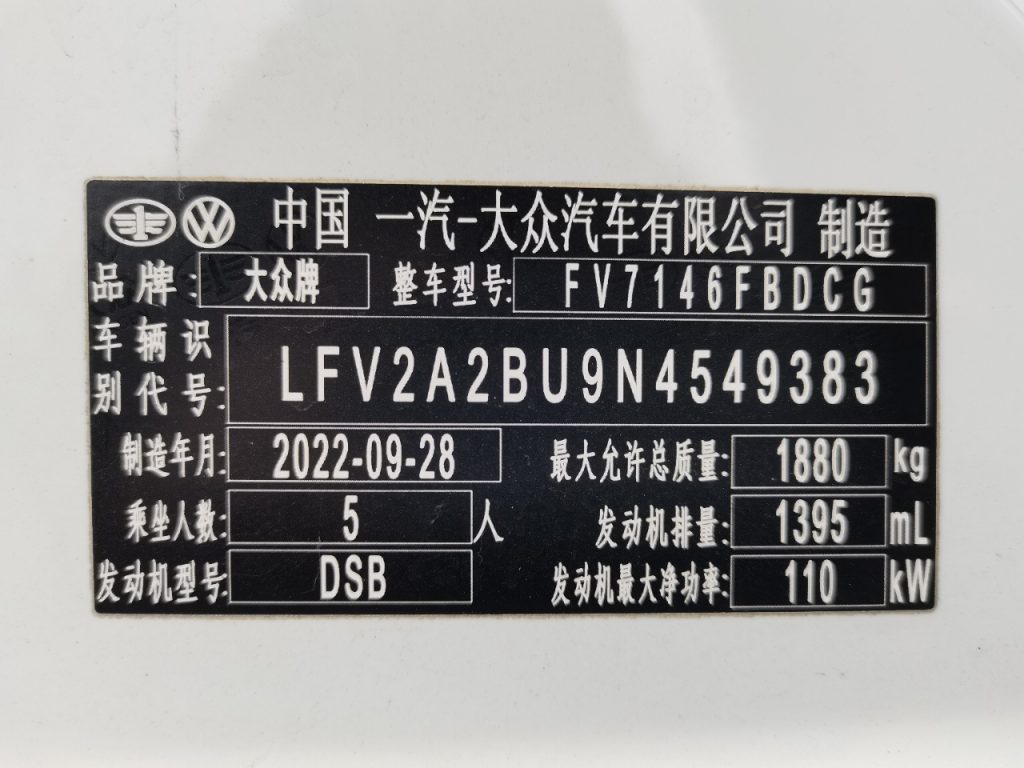 中国 一汽-大众汽车有限公司 制造
品牌: 大众牌 整车型号: FV7146FBDCG
车辆识
别代号: LFV2A2BU9N4549383
制造年月: 2022-09-28 最大允许总质量: 1880 kg
乘坐人数: 5 人 发动机排量: 1395 mL
发动机型号: DSB 发动机最大净功率: 110 kW